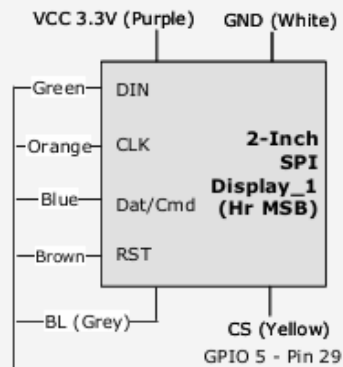 VCC 3.3V (Purple) GND (White)
Green DIN
Orange CLK
Blue Dat/Cmd
Brown RST
2-Inch
SPI
Display_1
(Hr MSB)
BL (Grey)
CS (Yellow)
GPIO 5 - Pin 29